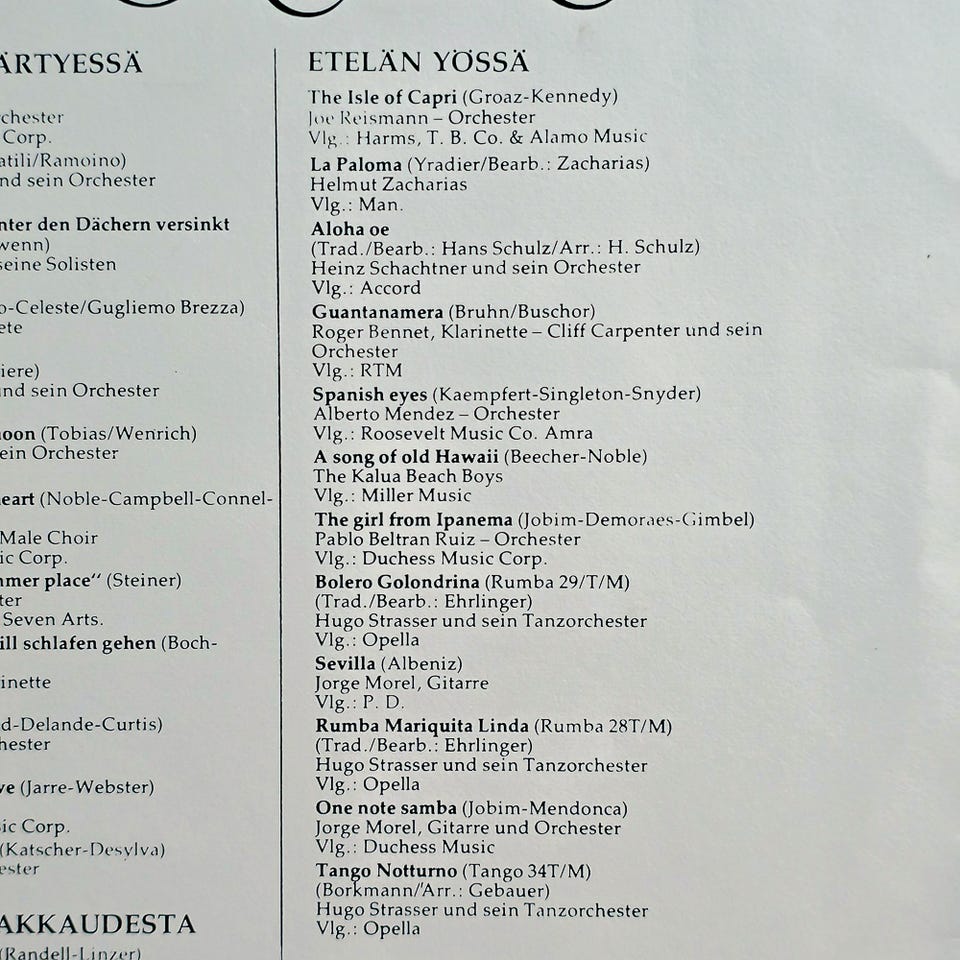 ÄRTYESSÄ
chester
Corp.
atili/Ramoino)
nd sein Orchester
nter den Dächern versinkt
wenn)
seine Solisten
o-Celeste/Gugliemo Brezza)
ete
iere)
und sein Orchester
oon (Tobias/Wenrich)
ein Orchester
eart (Noble-Campbell-Connel-
Male Choir
ic Corp.
mmer place“ (Steiner)
ter
Seven Arts.
ill schlafen gehen (Boch-
inette
d-Delande-Curtis)
hester
ve (Jarre-Webster)
sic Corp.
(Katscher-Desylva)
ester
AKKAUDESTA
(Randell-Linzer)
ETELÄN YÖSSÄ
The Isle of Capri (Groaz-Kennedy)
Joe Reismann – Orchester
Vlg.: Harms, T. B. Co. & Alamo Music
La Paloma (Yradier/Bearb.: Zacharias)
Helmut Zacharias
Vlg.: Man.
Aloha oe
(Trad./Bearb.: Hans Schulz/Arr.: H. Schulz)
Heinz Schachtner und sein Orchester
Vlg.: Accord
Guantanamera (Bruhn/Buschor)
Roger Bennet, Klarinette – Cliff Carpenter und sein
Orchester
Vlg.: RTM
Spanish eyes (Kaempfert-Singleton-Snyder)
Alberto Mendez – Orchester
Vlg.: Roosevelt Music Co. Amra
A song of old Hawaii (Beecher-Noble)
The Kalua Beach Boys
Vlg.: Miller Music
The girl from Ipanema (Jobim-Demoraes-Gimbel)
Pablo Beltran Ruiz – Orchester
Vlg.: Duchess Music Corp.
Bolero Golondrina (Rumba 29/T/M)
(Trad./Bearb.: Ehrlinger)
Hugo Strasser und sein Tanzorchester
Vlg.: Opella
Sevilla (Albeniz)
Jorge Morel, Gitarre
Vlg.: P. D.
Rumba Mariquita Linda (Rumba 28T/M)
(Trad./Bearb.: Ehrlinger)
Hugo Strasser und sein Tanzorchester
Vlg.: Opella
One note samba (Jobim-Mendonca)
Jorge Morel, Gitarre und Orchester
Vlg.: Duchess Music
Tango Notturno (Tango 34T/M)
(Borkmann/Arr.: Gebauer)
Hugo Strasser und sein Tanzorchester
Vlg.: Opella